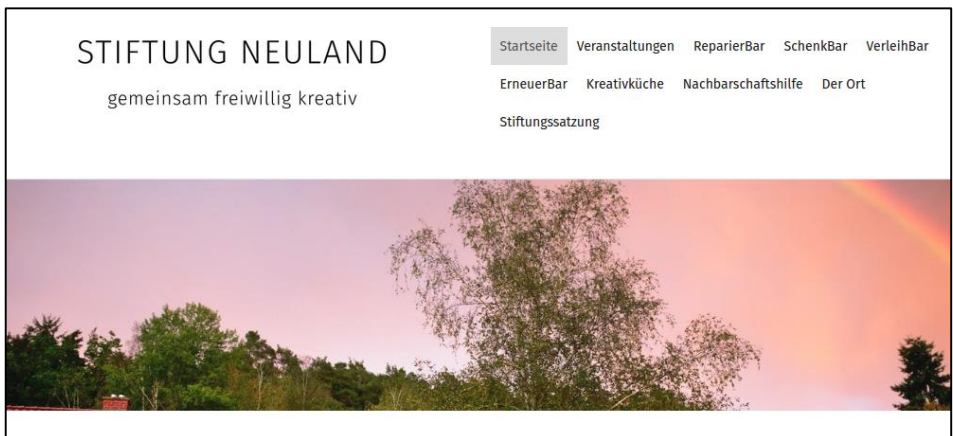 STIFTUNG NEULAND
gemeinsam freiwillig kreativ
Startseite Veranstaltungen ReparierBar SchenkBar VerleihBar
ErneuerBar Kreativküche Nachbarschaftshilfe Der Ort
Stiftungssatzung